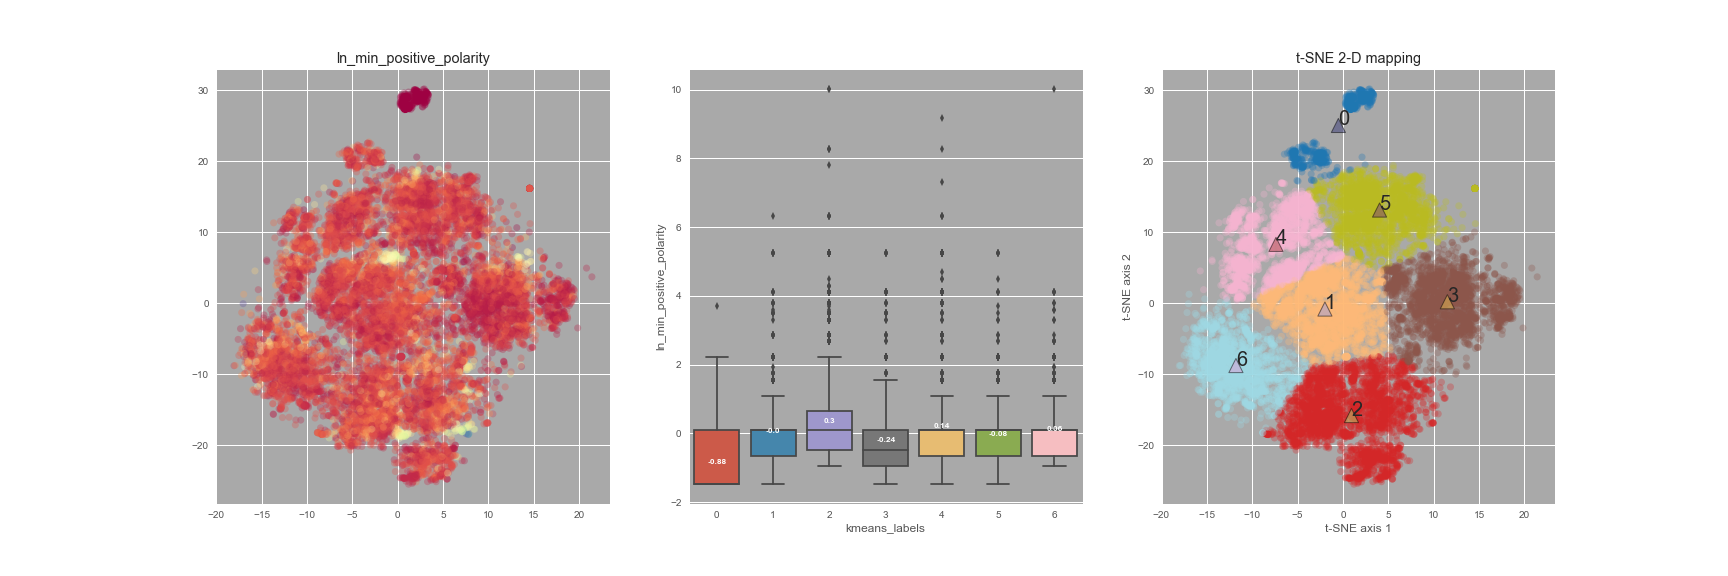 ln_min_positive_polarity
30
20
10
0
−10
−20
−20 −15 −10 −5 0 5 10 15 20
ln_min_positive_polarity
10
8
6
4
2
0
−2
-0.88 -0.0 0.3 -0.24 0.14 -0.08 0.06
0 1 2 3 4 5 6
kmeans_labels
t-SNE 2-D mapping
t-SNE axis 2
30
20
10
0
−10
−20
0
5
4
1
3
6
2
−20 −15 −10 −5 0 5 10 15 20
t-SNE axis 1